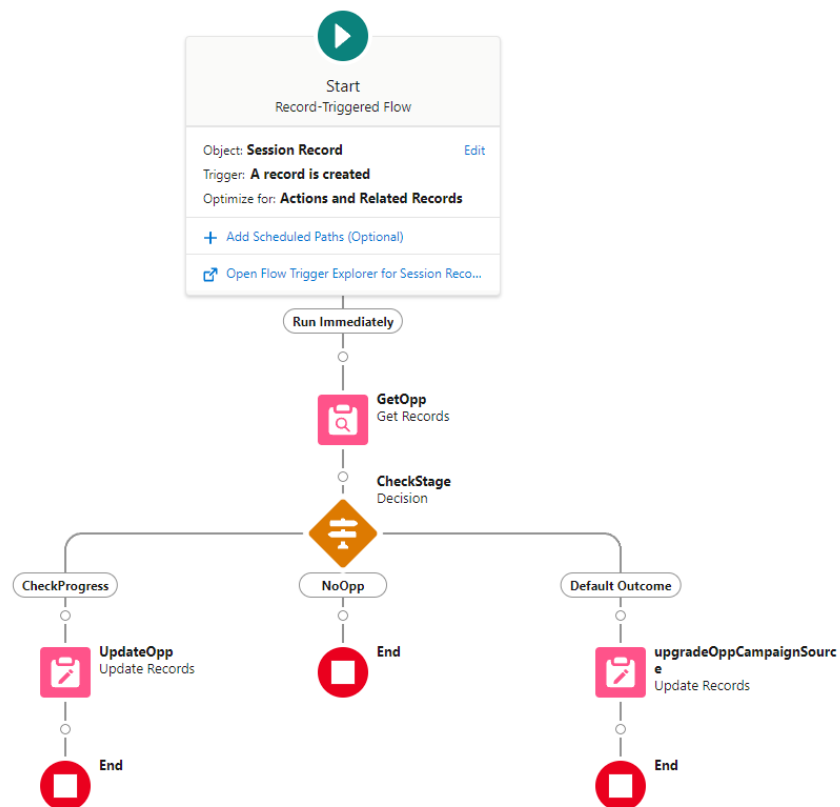 Start
Record-Triggered Flow
Object: Session Record
Edit
Trigger: A record is created
Optimize for: Actions and Related Records
Add Scheduled Paths (Optional)
Open Flow Trigger Explorer for Session Reco...
Run Immediately
GetOpp
Get Records
CheckStage
Decision
CheckProgress
NoOpp
Default Outcome
UpdateOpp
Update Records
End
upgradeOppCampaignSourc
e
Update Records
End
End